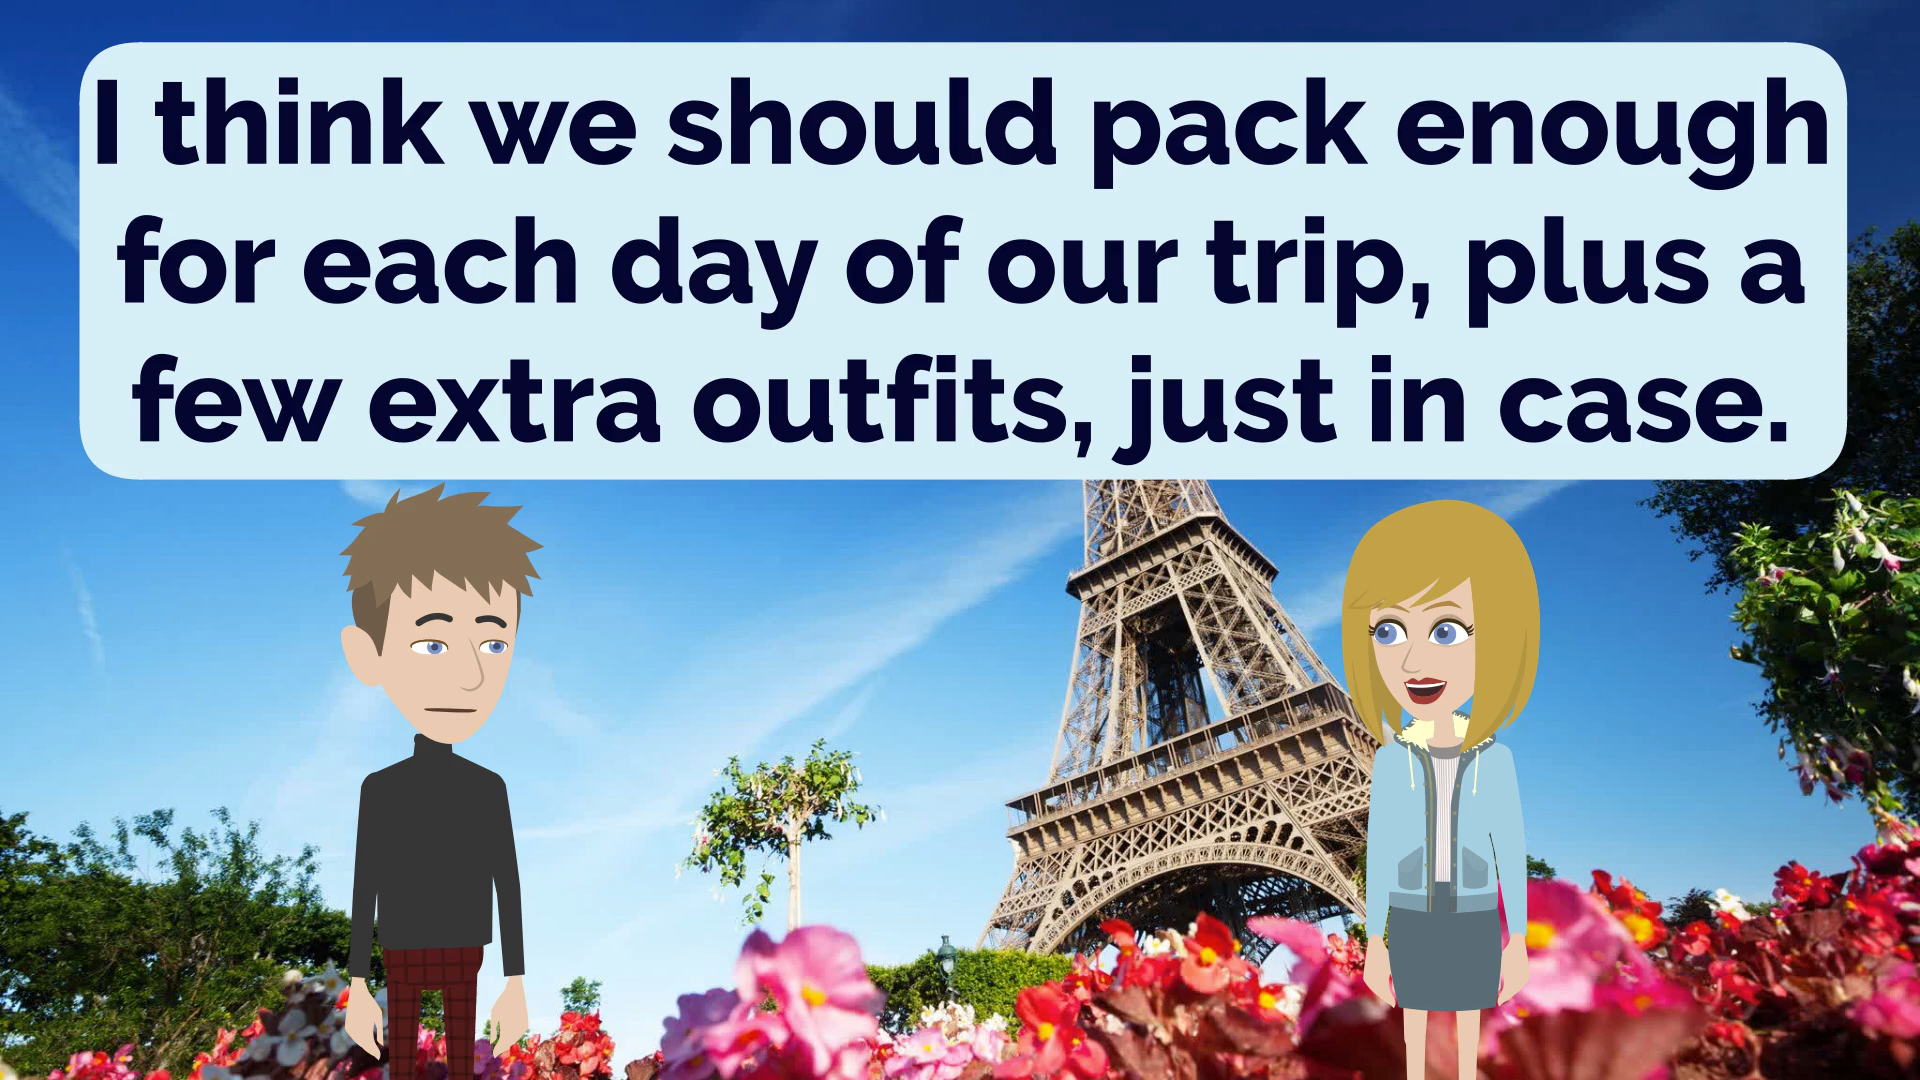 I think we should pack enough
for each day of our trip, plus a
few extra outfits, just in case.